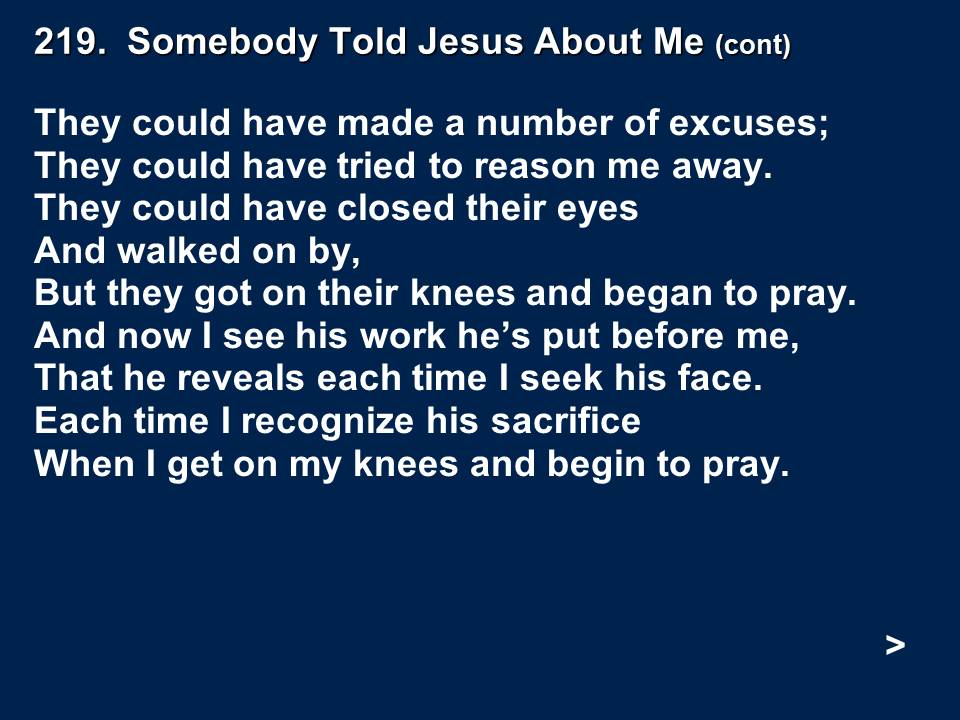 219.  Somebody Told Jesus About Me (cont)
They could have made a number of excuses;
They could have tried to reason me away.
They could have closed their eyes
And walked on by,
But they got on their knees and began to pray.
And now I see his work he’s put before me,
That he reveals each time I seek his face.
Each time I recognize his sacrifice
When I get on my knees and begin to pray.
>